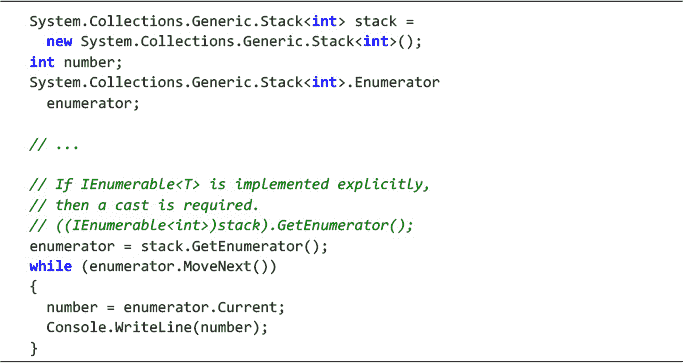 System.Collections.Generic.Stack<int> stack =
new System.Collections.Generic.Stack<int>();
int number;
System.Collections.Generic.Stack<int>.Enumerator
enumerator;
// ...
// If IEnumerable<T> is implemented explicitly,
// then a cast is required.
// ((IEnumerable<int>)stack).GetEnumerator();
enumerator = stack.GetEnumerator();
while (enumerator.MoveNext())
{
number = enumerator.Current;
Console.WriteLine(number);
}